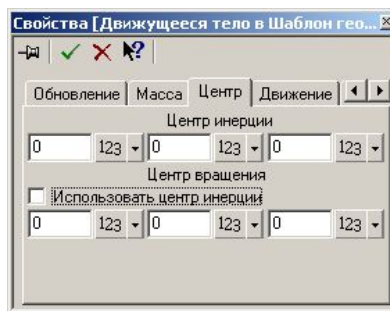 Свойства [Движущееся тело в Шаблон гео...
Обновление Масса Центр Движение
Центр инерции
0 123 0 123 0 123
Центр вращения
Использовать центр инерции
0 123 0 123 0 123